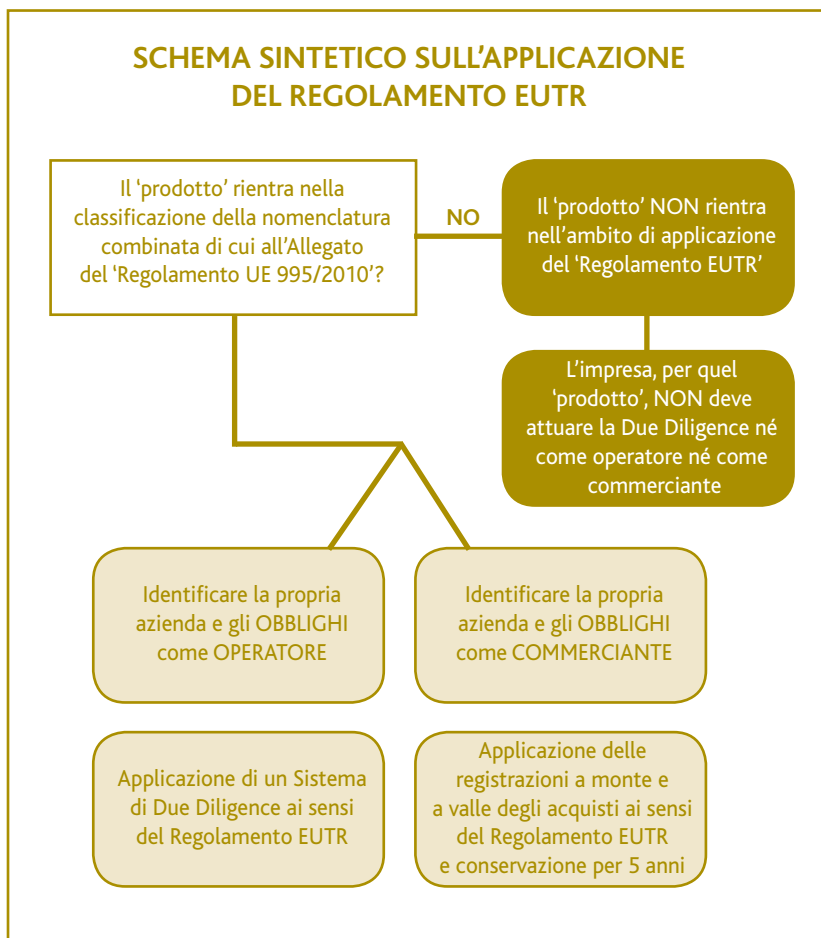 SCHEMA SINTETICO SULL'APPLICAZIONE
DEL REGOLAMENTO EUTR
Il ‘prodotto’ rientra nella
classificazione della nomenclatura
combinata di cui all’Allegato
del ‘Regolamento UE 995/2010’?
NO
Il ‘prodotto’ NON rientra
nell’ambito di applicazione
del ‘Regolamento EUTR’
L’impresa, per quel
‘prodotto’, NON deve
attuare la Due Diligence né
come operatore né come
commerciante
Identificare la propria
azienda e gli OBBLIGHI
come OPERATORE
Identificare la propria
azienda e gli OBBLIGHI
come COMMERCIANTE
Applicazione di un Sistema
di Due Diligence ai sensi
del Regolamento EUTR
Applicazione delle
registrazioni a monte e
a valle degli acquisti ai sensi
del Regolamento EUTR
e conservazione per 5 anni